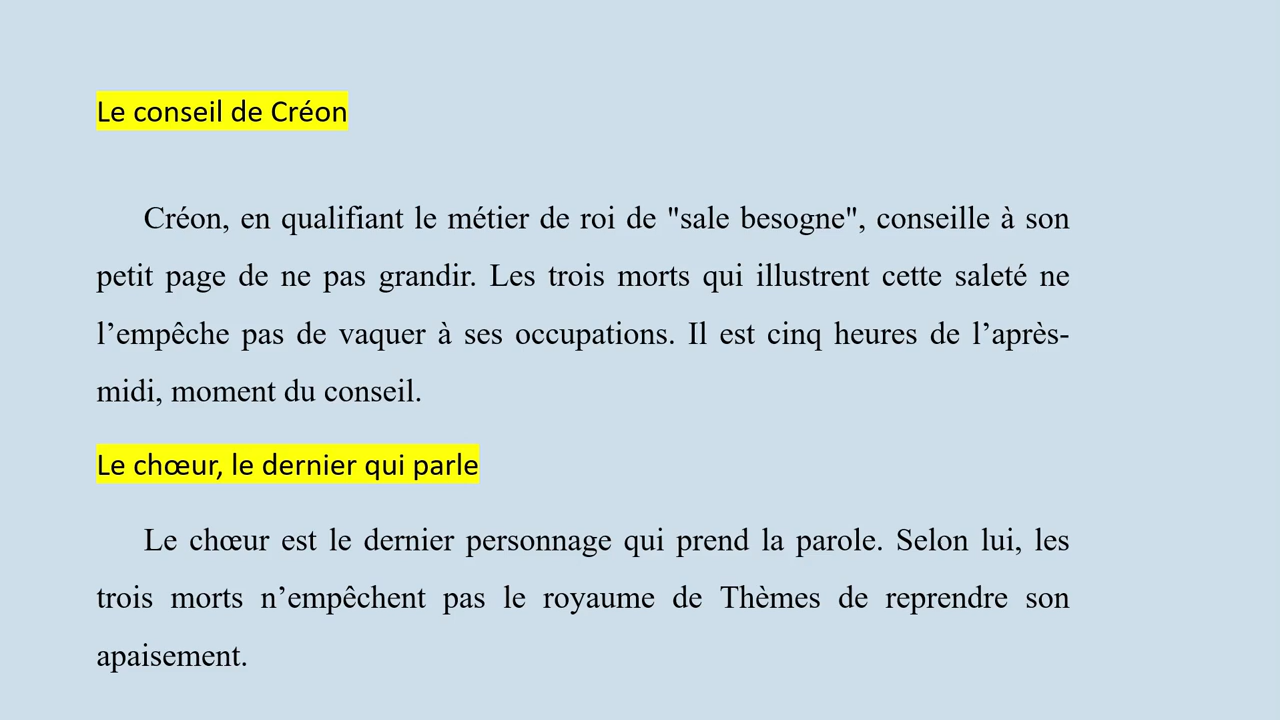 Le conseil de Créon
Créon, en qualifiant le métier de roi de "sale besogne", conseille à son
petit page de ne pas grandir. Les trois morts qui illustrent cette saleté ne
l’empêche pas de vaquer à ses occupations. Il est cinq heures de l’après-
midi, moment du conseil.
Le chœur, le dernier qui parle
Le chœur est le dernier personnage qui prend la parole. Selon lui, les
trois morts n’empêchent pas le royaume de Thèmes de reprendre son
apaisement.